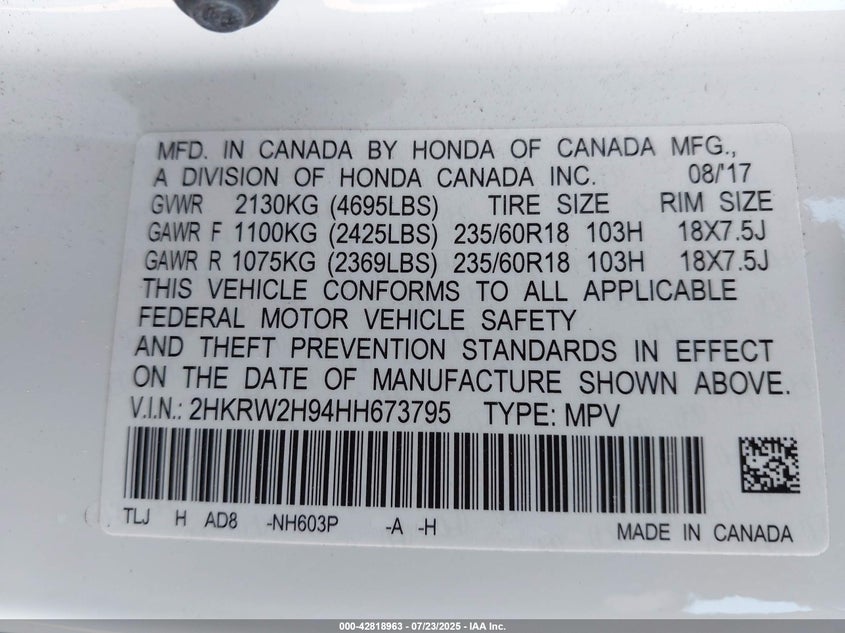 MFD. IN CANADA BY HONDA OF CANADA MFG.,
A DIVISION OF HONDA CANADA INC. 08/'17
GVWR 2130KG (4695LBS) TIRE SIZE RIM SIZE
GAWR F 1100KG (2425LBS) 235/60R18 103H 18X7.5J
GAWR R 1075KG (2369LBS) 235/60R18 103H 18X7.5J
THIS VEHICLE CONFORMS TO ALL APPLICABLE
FEDERAL MOTOR VEHICLE SAFETY
AND THEFT PREVENTION STANDARDS IN EFFECT
ON THE DATE OF MANUFACTURE SHOWN ABOVE.
V.I.N.: 2HKRW2H94HH673795 TYPE: MPV
TLJ H AD8 -NH603P -A -H MADE IN CANADA
000-42818963 - 07/23/2025 - IAA Inc.